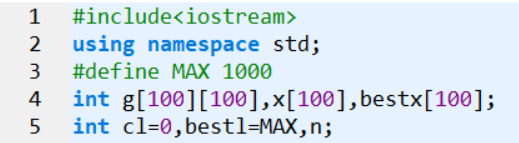 1 #include<iostream>
2 using namespace std;
3 #define MAX 1000
4 int g[100][100],x[100],bestx[100];
5 int cl=0,bestl=MAX,n;